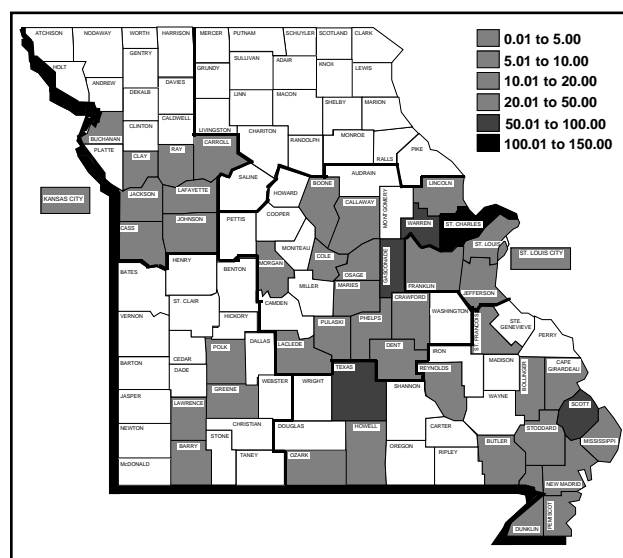 ATCHISON
NODAWAY
WORTH
HARRISON
MERCER
PUTNAM
SCHUYLER
SCOTLAND
CLARK
0.01 to 5.00
5.01 to 10.00
10.01 to 20.00
20.01 to 50.00
50.01 to 100.00
100.01 to 150.00
HOLT
GENTRY
SULLIVAN
ADAIR
KNOX
LEWIS
ANDREW
DAVIES
GRUNDY
DEKALB
LINN
MACON
SHELBY
MARION
BUCHANAN
CLINTON
CALDWELL
LIVINGSTON
CHARITON
RANDOLPH
MONROE
RALLS
PIKE
PLATTE
CLAY
RAY
CARROLL
SALINE
HOWARD
BOONE
AUDRAIN
MONTGOMERY
LINCOLN
KANSAS CITY
JACKSON
LAFAYETTE
CALLAWAY
WARREN
ST. CHARLES
ST. LOUIS
ST. LOUIS CITY
CASS
JOHNSON
PETTIS
COOPER
MONITEAU
COLE
OSAGE
GASCONADE
FRANKLIN
JEFFERSON
BATES
HENRY
BENTON
MORGAN
MILLER
MARIES
CRAWFORD
WASHINGTON
ST. FRANCOIS
STE.
GENEVIEVE
PERRY
VERNON
ST. CLAIR
HICKORY
CAMDEN
PULASKI
PHELPS
DENT
IRON
MADISON
BOLLINGER
CAPE
GIRARDEAU
BARTON
CEDAR
DADE
POLK
DALLAS
LACLEDE
TEXAS
SHANNON
REYNOLDS
WAYNE
SCOTT
JASPER
LAWRENCE
GREENE
WEBSTER
WRIGHT
STODDARD
MISSISSIPPI
NEWTON
CHRISTIAN
DOUGLAS
HOWELL
CARTER
BUTLER
McDONALD
BARRY
STONE
TANEY
OZARK
OREGON
RIPLEY
NEW MADRID
DUNKLIN
PEMISCOT